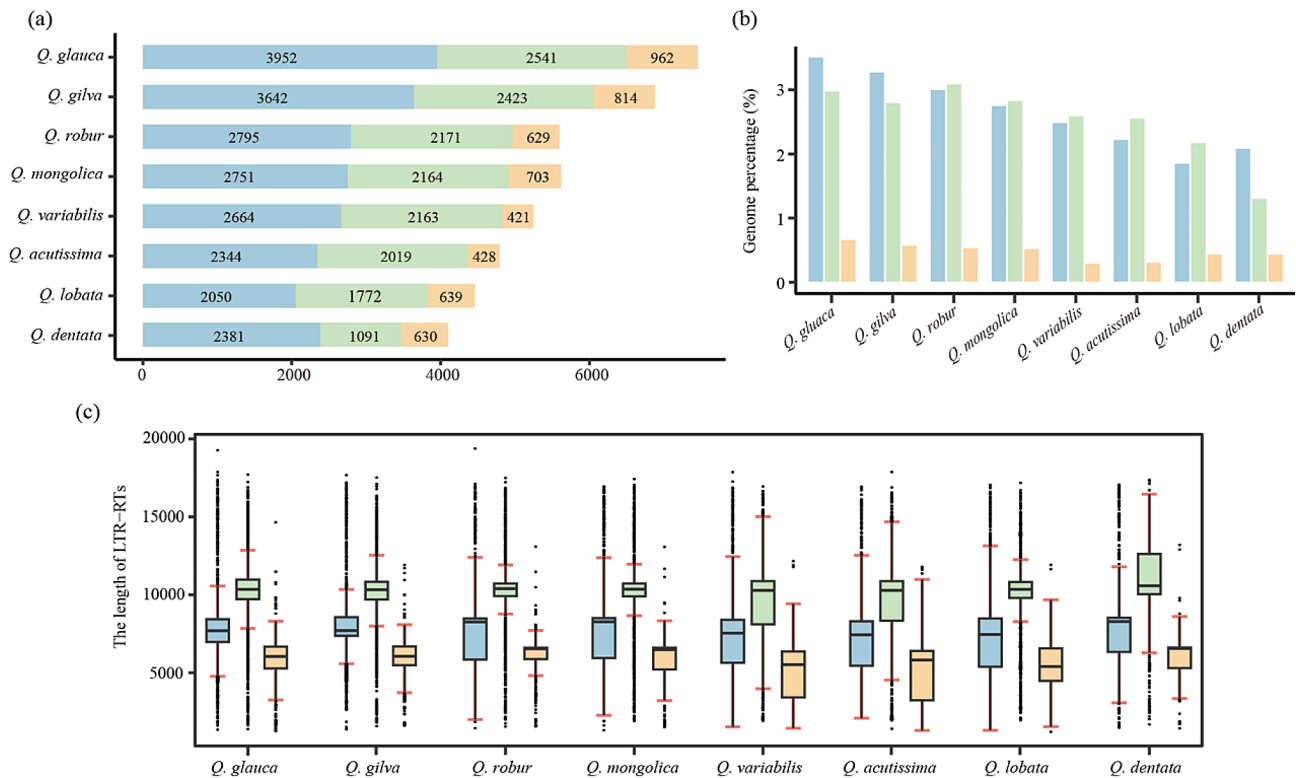 (a)
Q. glauca 3952 2541 962
Q. gilva 3642 2423 814
Q. robur 2795 2171 629
Q. mongolica 2751 2164 703
Q. variabilis 2664 2163 421
Q. acutissima 2344 2019 428
Q. lobata 2050 1772 639
Q. dentata 2381 1091 630
0 2000 4000 6000
(b)
Genome percentage (%)
3
2
1
0
Q. gluaca Q. gilva Q. robur Q. mongolica Q. variabilis Q. acutissima Q. lobata Q. dentata
(c)
The length of LTR−RTs
20000
15000
10000
5000
Q. glauca Q. gilva Q. robur Q. mongolica Q. variabilis Q. acutissima Q. lobata Q. dentata